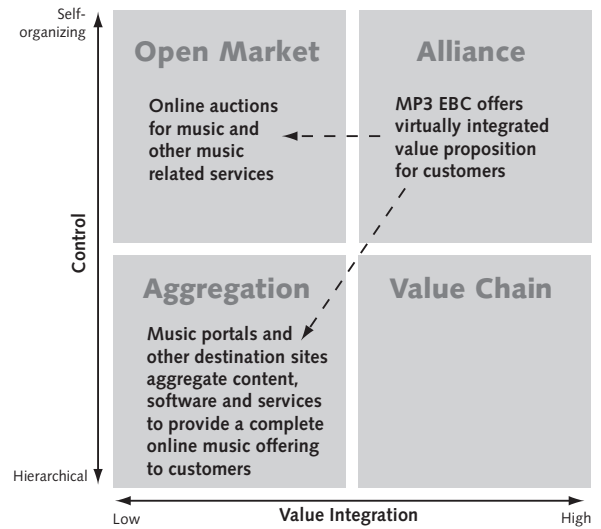 Self-
organizing
Open Market
Online auctions
for music and
other music
related services
Alliance
MP3 EBC offers
virtually integrated
value proposition
for customers
Control
Aggregation
Music portals and
other destination sites
aggregate content,
software and services
to provide a complete
online music offering
to customers
Value Chain
Hierarchical
Low
Value Integration
High